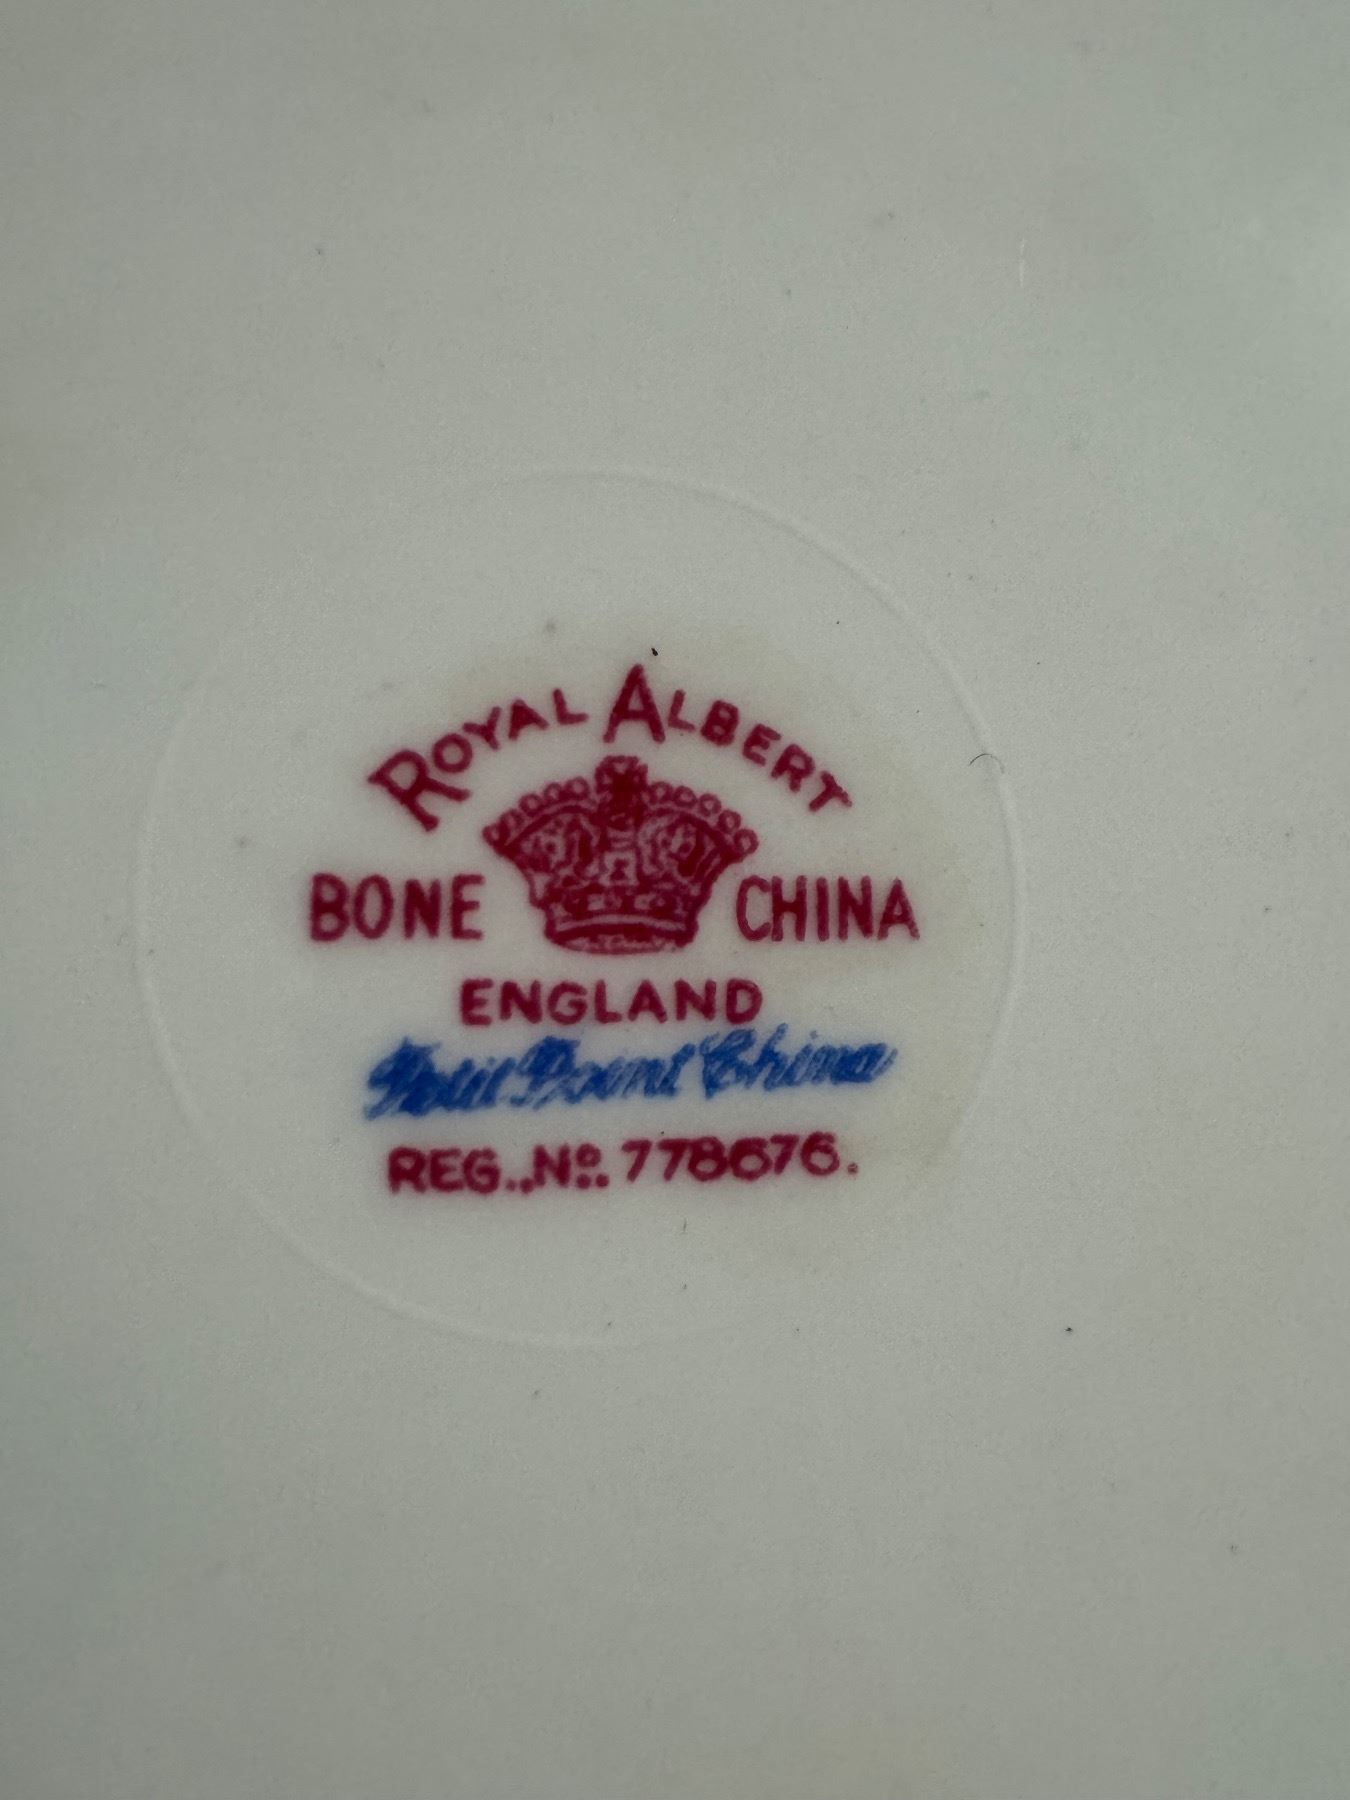 ROYAL ALBERT
BONE CHINA
ENGLAND
Petit Point China
REG., No. 778676.